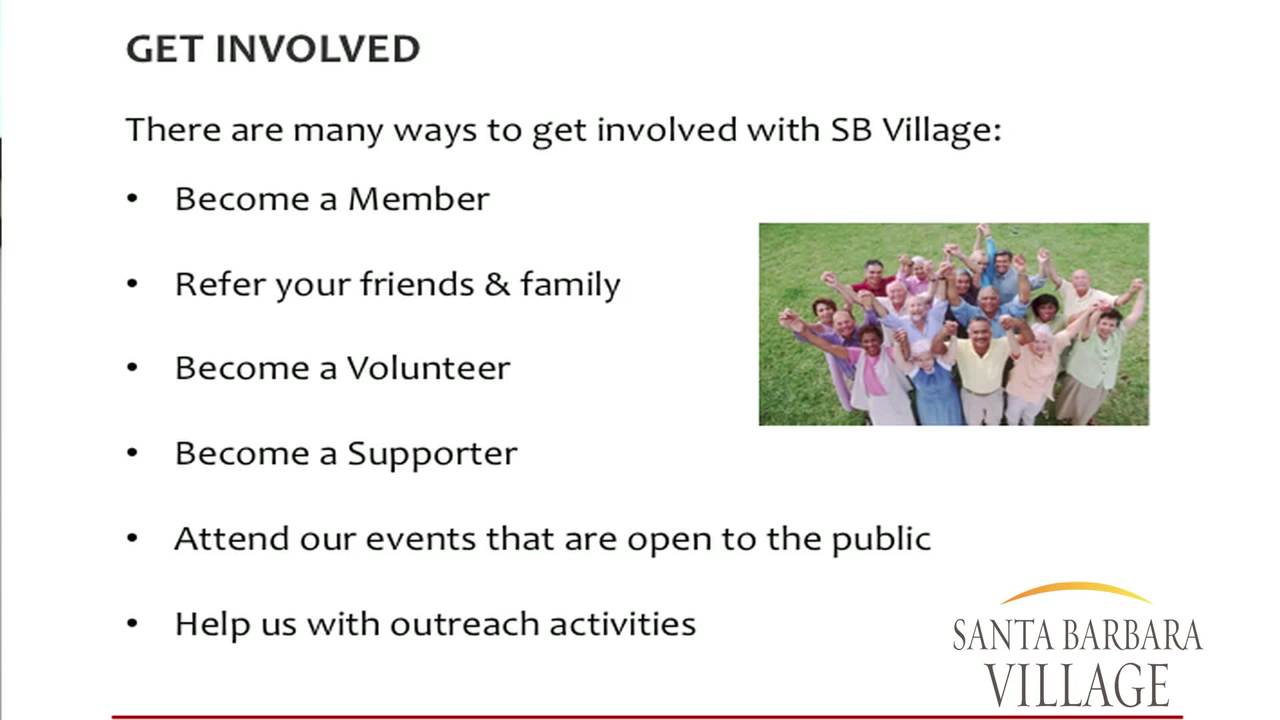 GET INVOLVED
There are many ways to get involved with SB Village:
• Become a Member
• Refer your friends & family
• Become a Volunteer
• Become a Supporter
• Attend our events that are open to the public
• Help us with outreach activities
SANTA BARBARA
VILLAGE